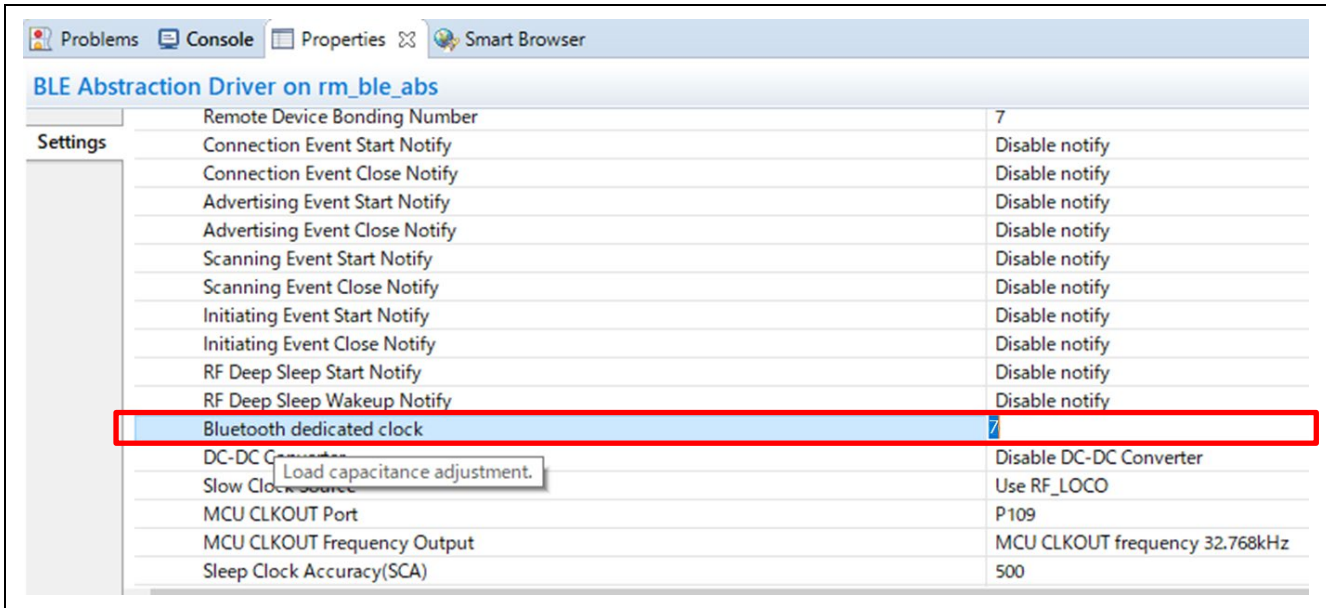 Problems Console Properties Smart Browser
BLE Abstraction Driver on rm_ble_abs
Remote Device Bonding Number 7
Settings Connection Event Start Notify Disable notify
Connection Event Close Notify Disable notify
Advertising Event Start Notify Disable notify
Advertising Event Close Notify Disable notify
Scanning Event Start Notify Disable notify
Scanning Event Close Notify Disable notify
Initiating Event Start Notify Disable notify
Initiating Event Close Notify Disable notify
RF Deep Sleep Start Notify Disable notify
RF Deep Sleep Wakeup Notify Disable notify
Bluetooth dedicated clock 7
DC-DC Disable DC-DC Converter
Load capacitance adjustment.
Slow Use RF_LOCO
MCU CLKOUT Port P109
MCU CLKOUT Frequency Output MCU CLKOUT frequency 32.768kHz
Sleep Clock Accuracy(SCA) 500